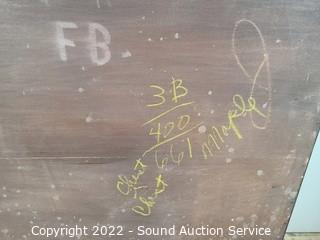 FB
3B
400
661 Maple
Chest
Chest
Copyright 2022 - Sound Auction Service